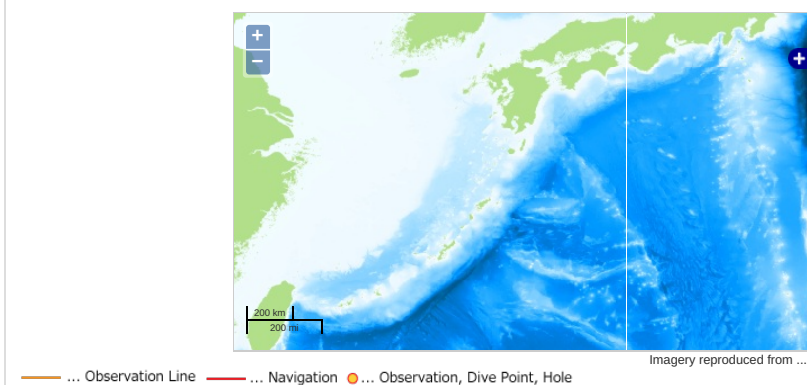 +
−
+
200 km
200 mi
Imagery reproduced from ...
... Observation Line ... Navigation ... Observation, Dive Point, Hole